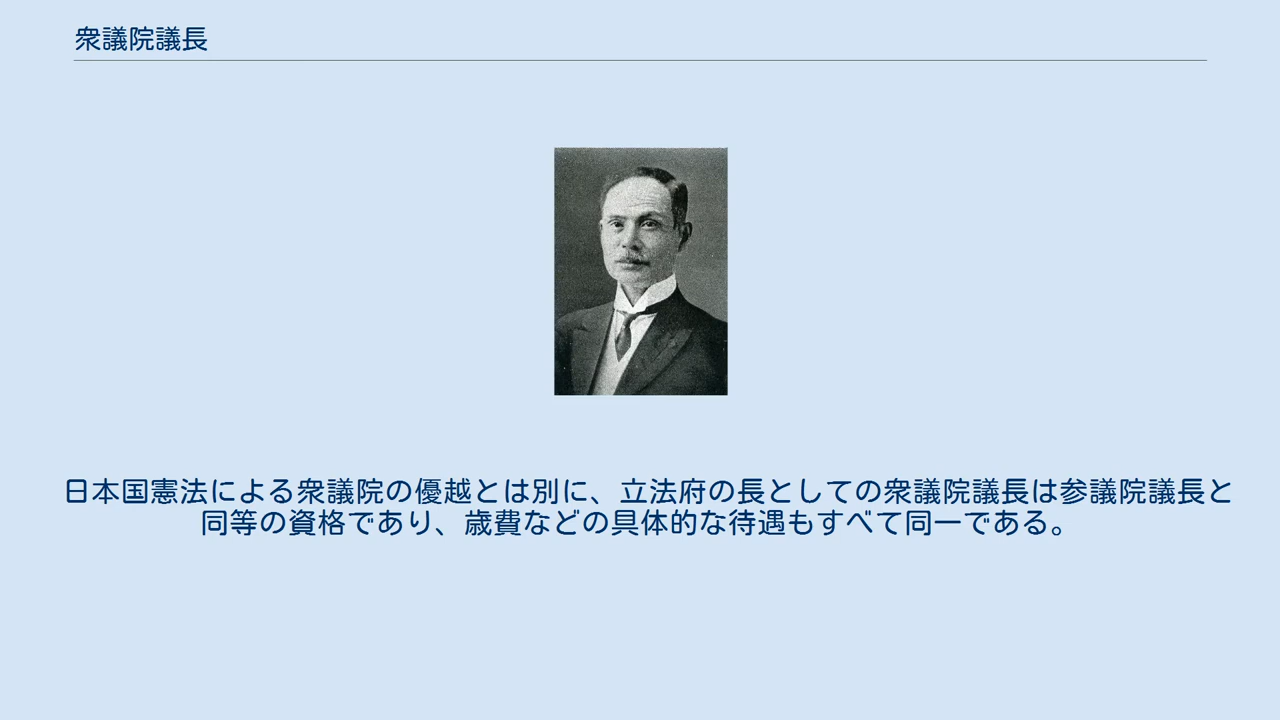 衆議院議長
日本国憲法による衆議院の優越とは別に、立法府の長としての衆議院議長は参議院議長と
同等の資格であり、歳費などの具体的な待遇もすべて同一である。